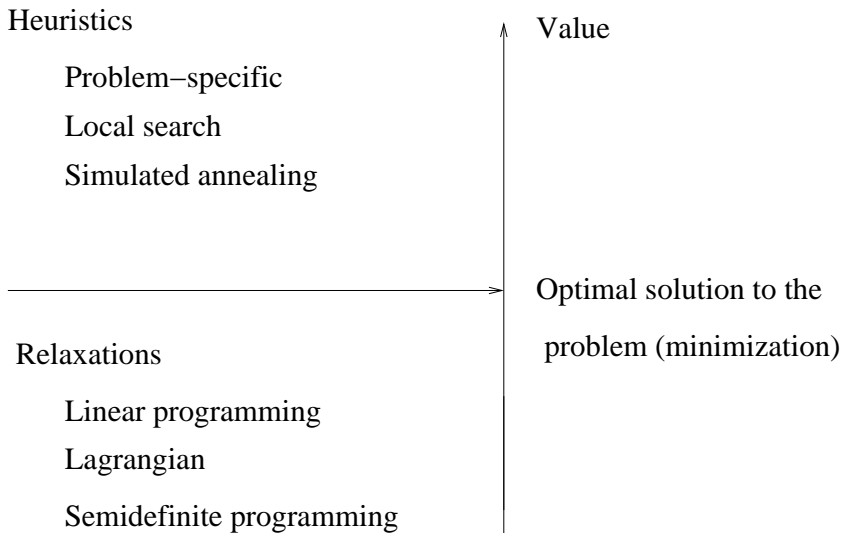 Heuristics
Value
Problem−specific
Local search
Simulated annealing
Optimal solution to the
problem (minimization)
Relaxations
Linear programming
Lagrangian
Semidefinite programming